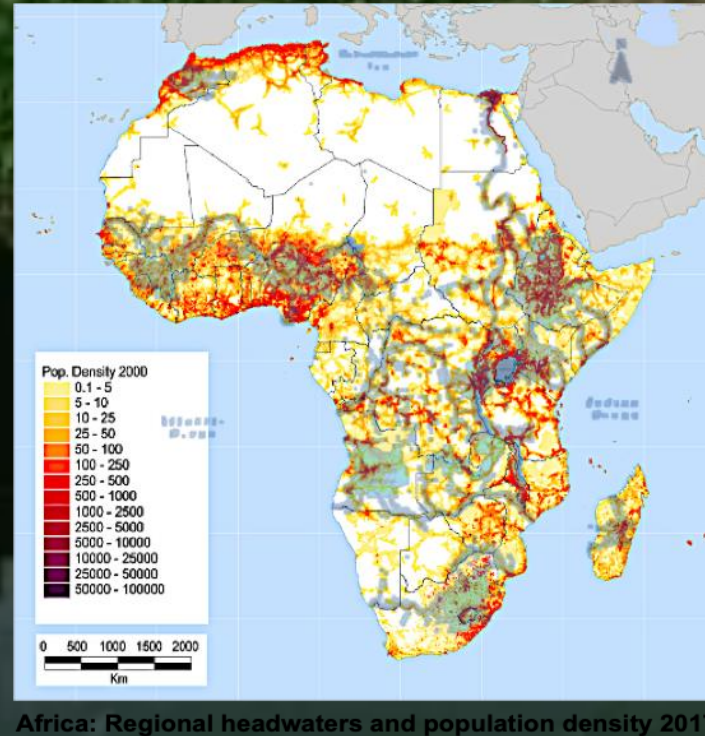 N
Pop. Density 2000
0.1 - 5
5 - 10
10 - 25
25 - 50
50 - 100
100 - 250
250 - 500
500 - 1000
1000 - 2500
2500 - 5000
5000 - 10000
10000 - 25000
25000 - 50000
50000 - 100000
0 500 1000 1500 2000
Km
Africa: Regional headwaters and population density 2017